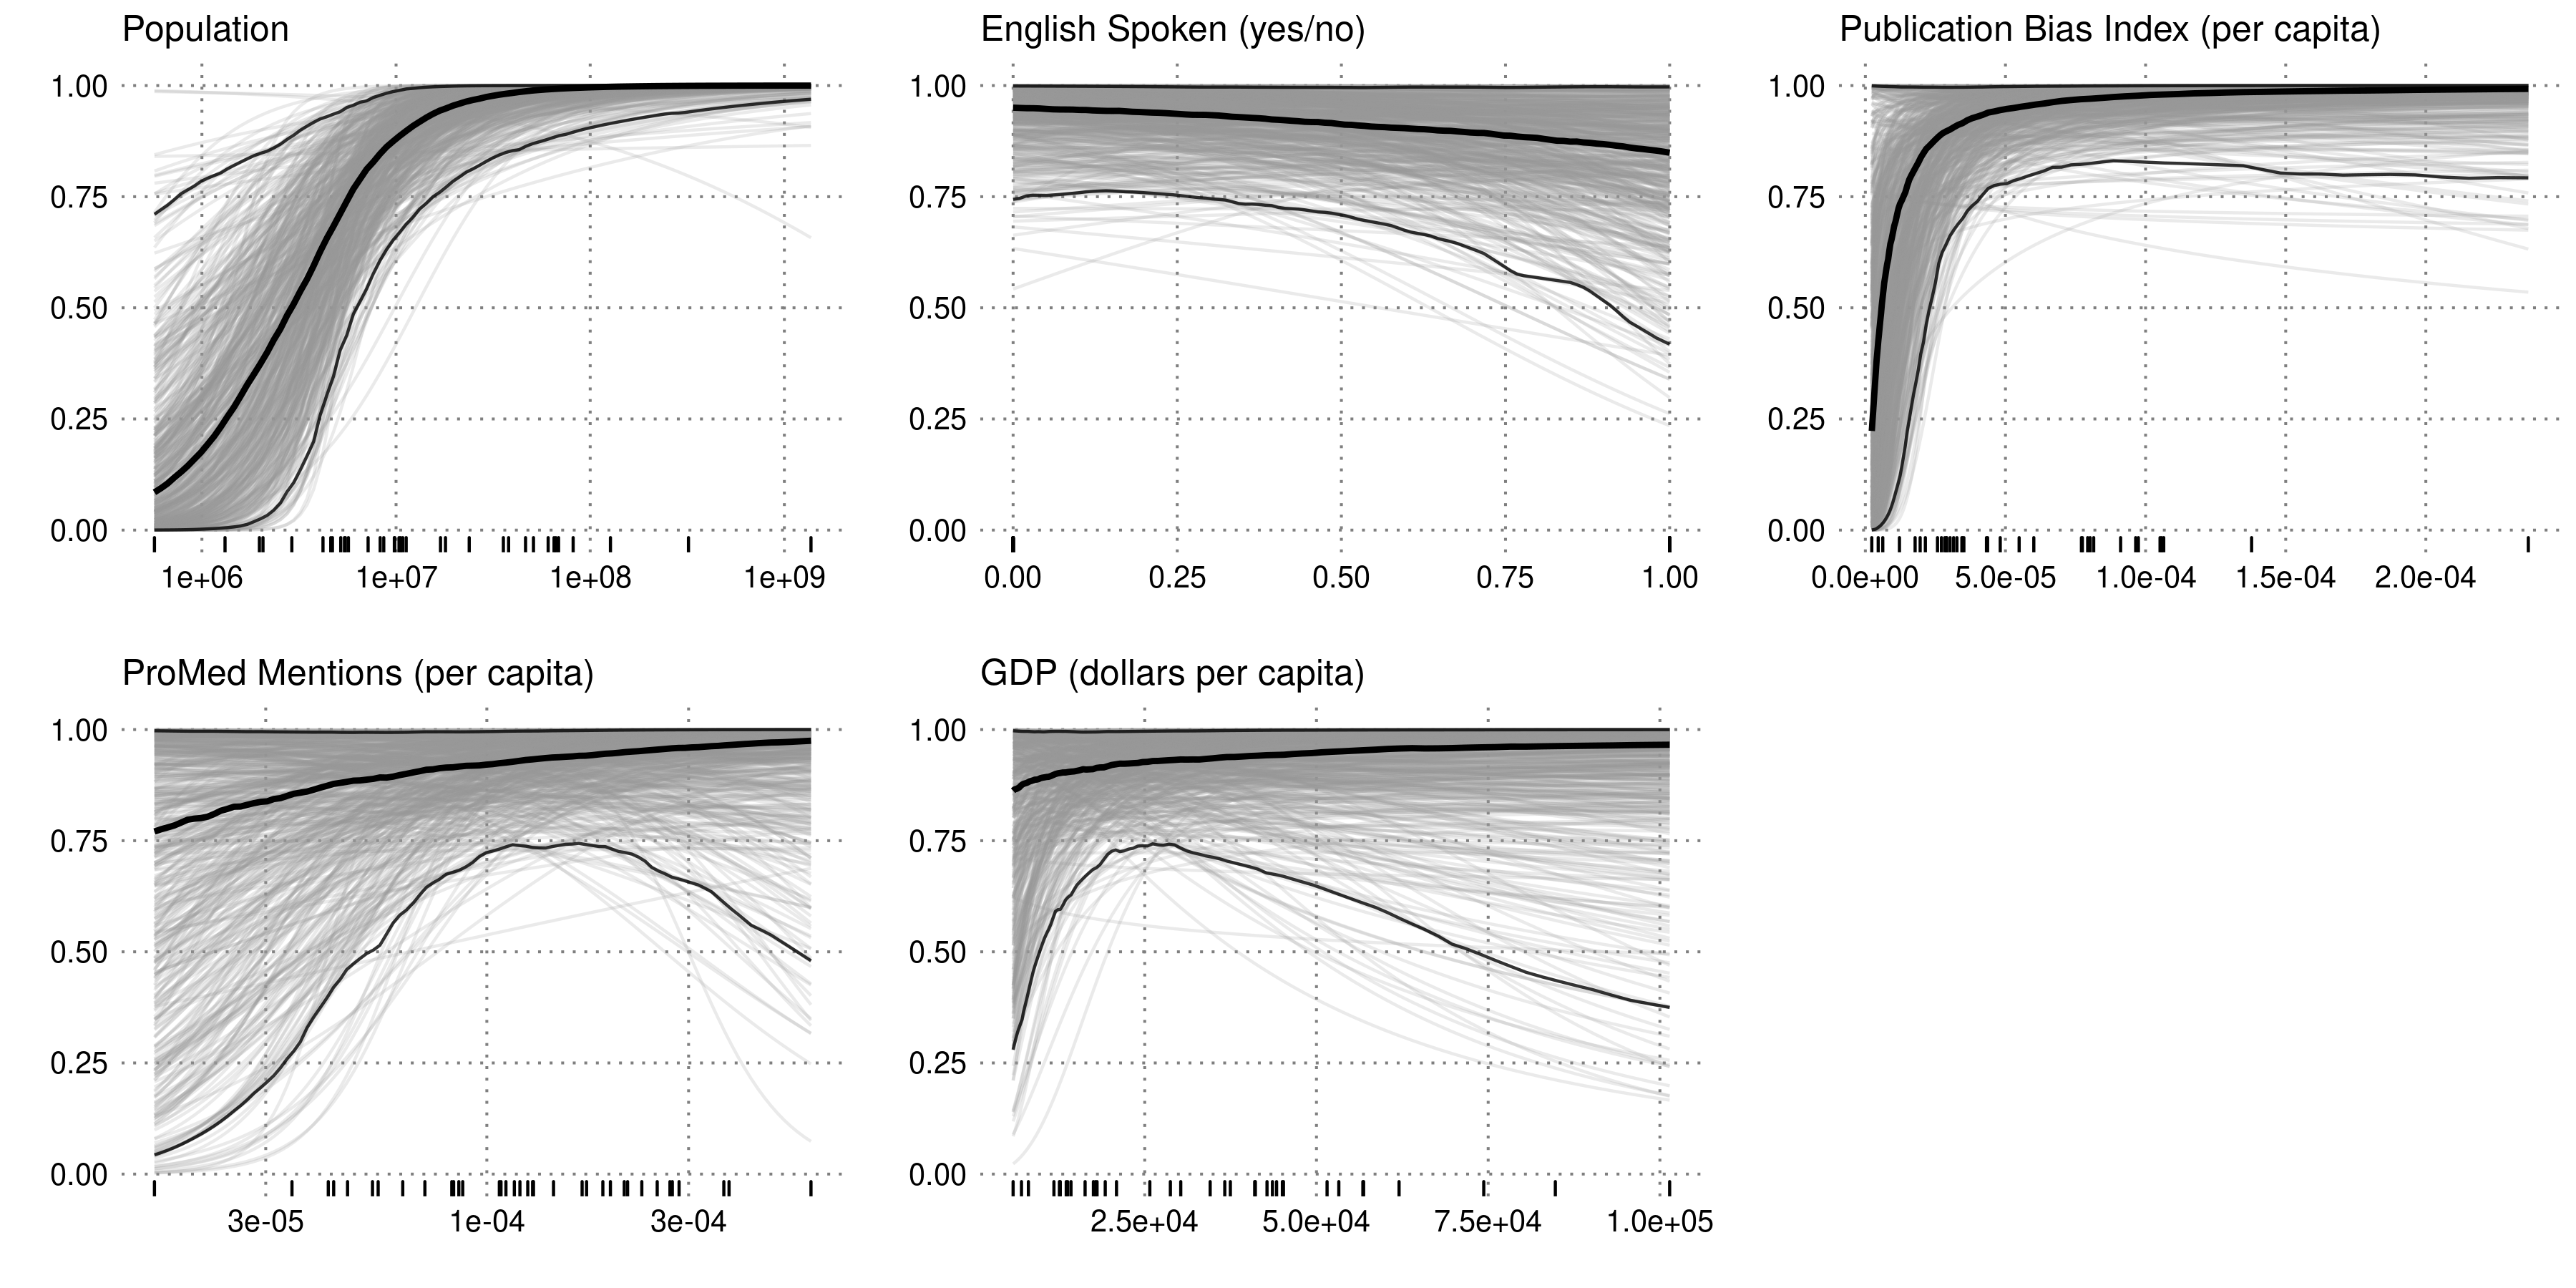 Population
English Spoken (yes/no)
Publication Bias Index (per capita)
1.00
0.75
0.50
0.25
0.00
1e+06 1e+07 1e+08 1e+09
1.00
0.75
0.50
0.25
0.00
0.00 0.25 0.50 0.75 1.00
1.00
0.75
0.50
0.25
0.00
0.0e+00 5.0e-05 1.0e-04 1.5e-04 2.0e-04
ProMed Mentions (per capita)
GDP (dollars per capita)
1.00
0.75
0.50
0.25
0.00
3e-05 1e-04 3e-04
1.00
0.75
0.50
0.25
0.00
2.5e+04 5.0e+04 7.5e+04 1.0e+05